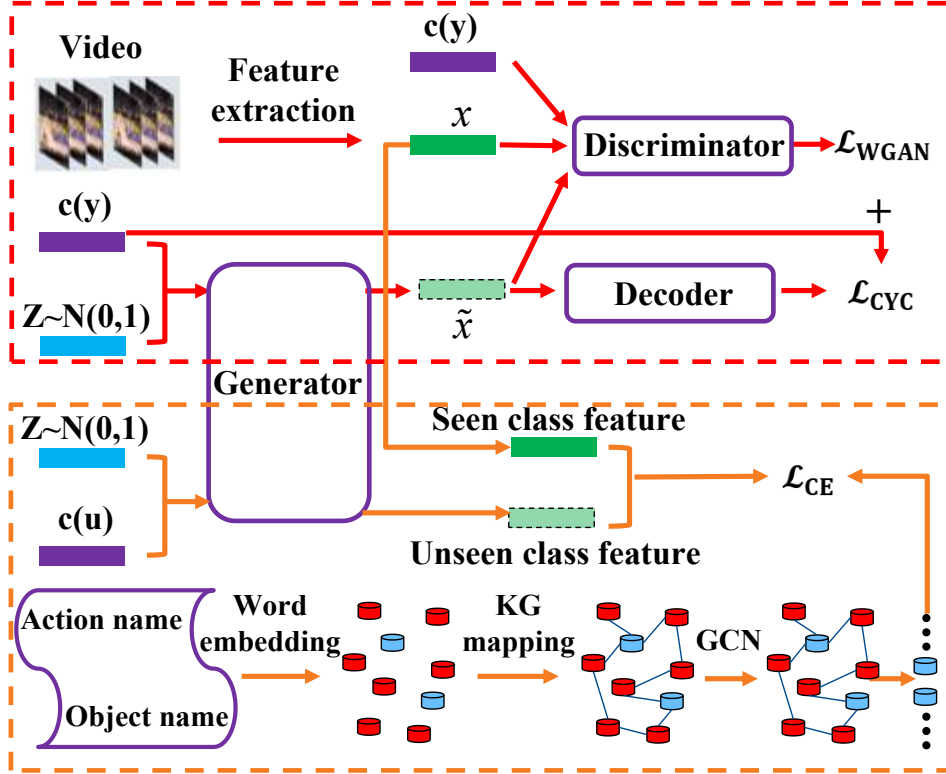 Video
Feature
extraction
c(y)
x
Discriminator
ℒ_WGAN
c(y)
+
Z~N(0,1)
x̃
Decoder
ℒ_CYC
Generator
Z~N(0,1)
Seen class feature
ℒ_CE
c(u)
Unseen class feature
Action name
Object name
Word
embedding
KG
mapping
GCN